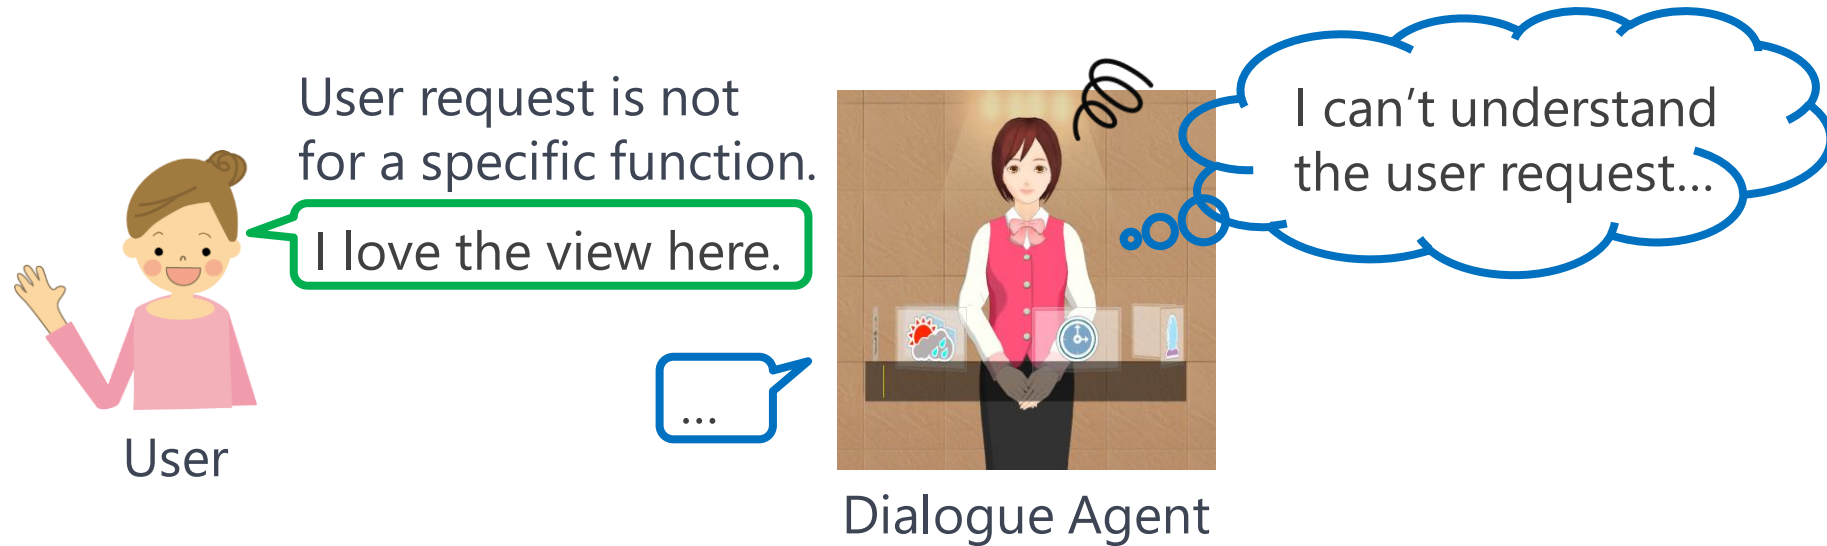 User request is not
for a specific function.
I love the view here.
...
User
I can’t understand
the user request...
Dialogue Agent